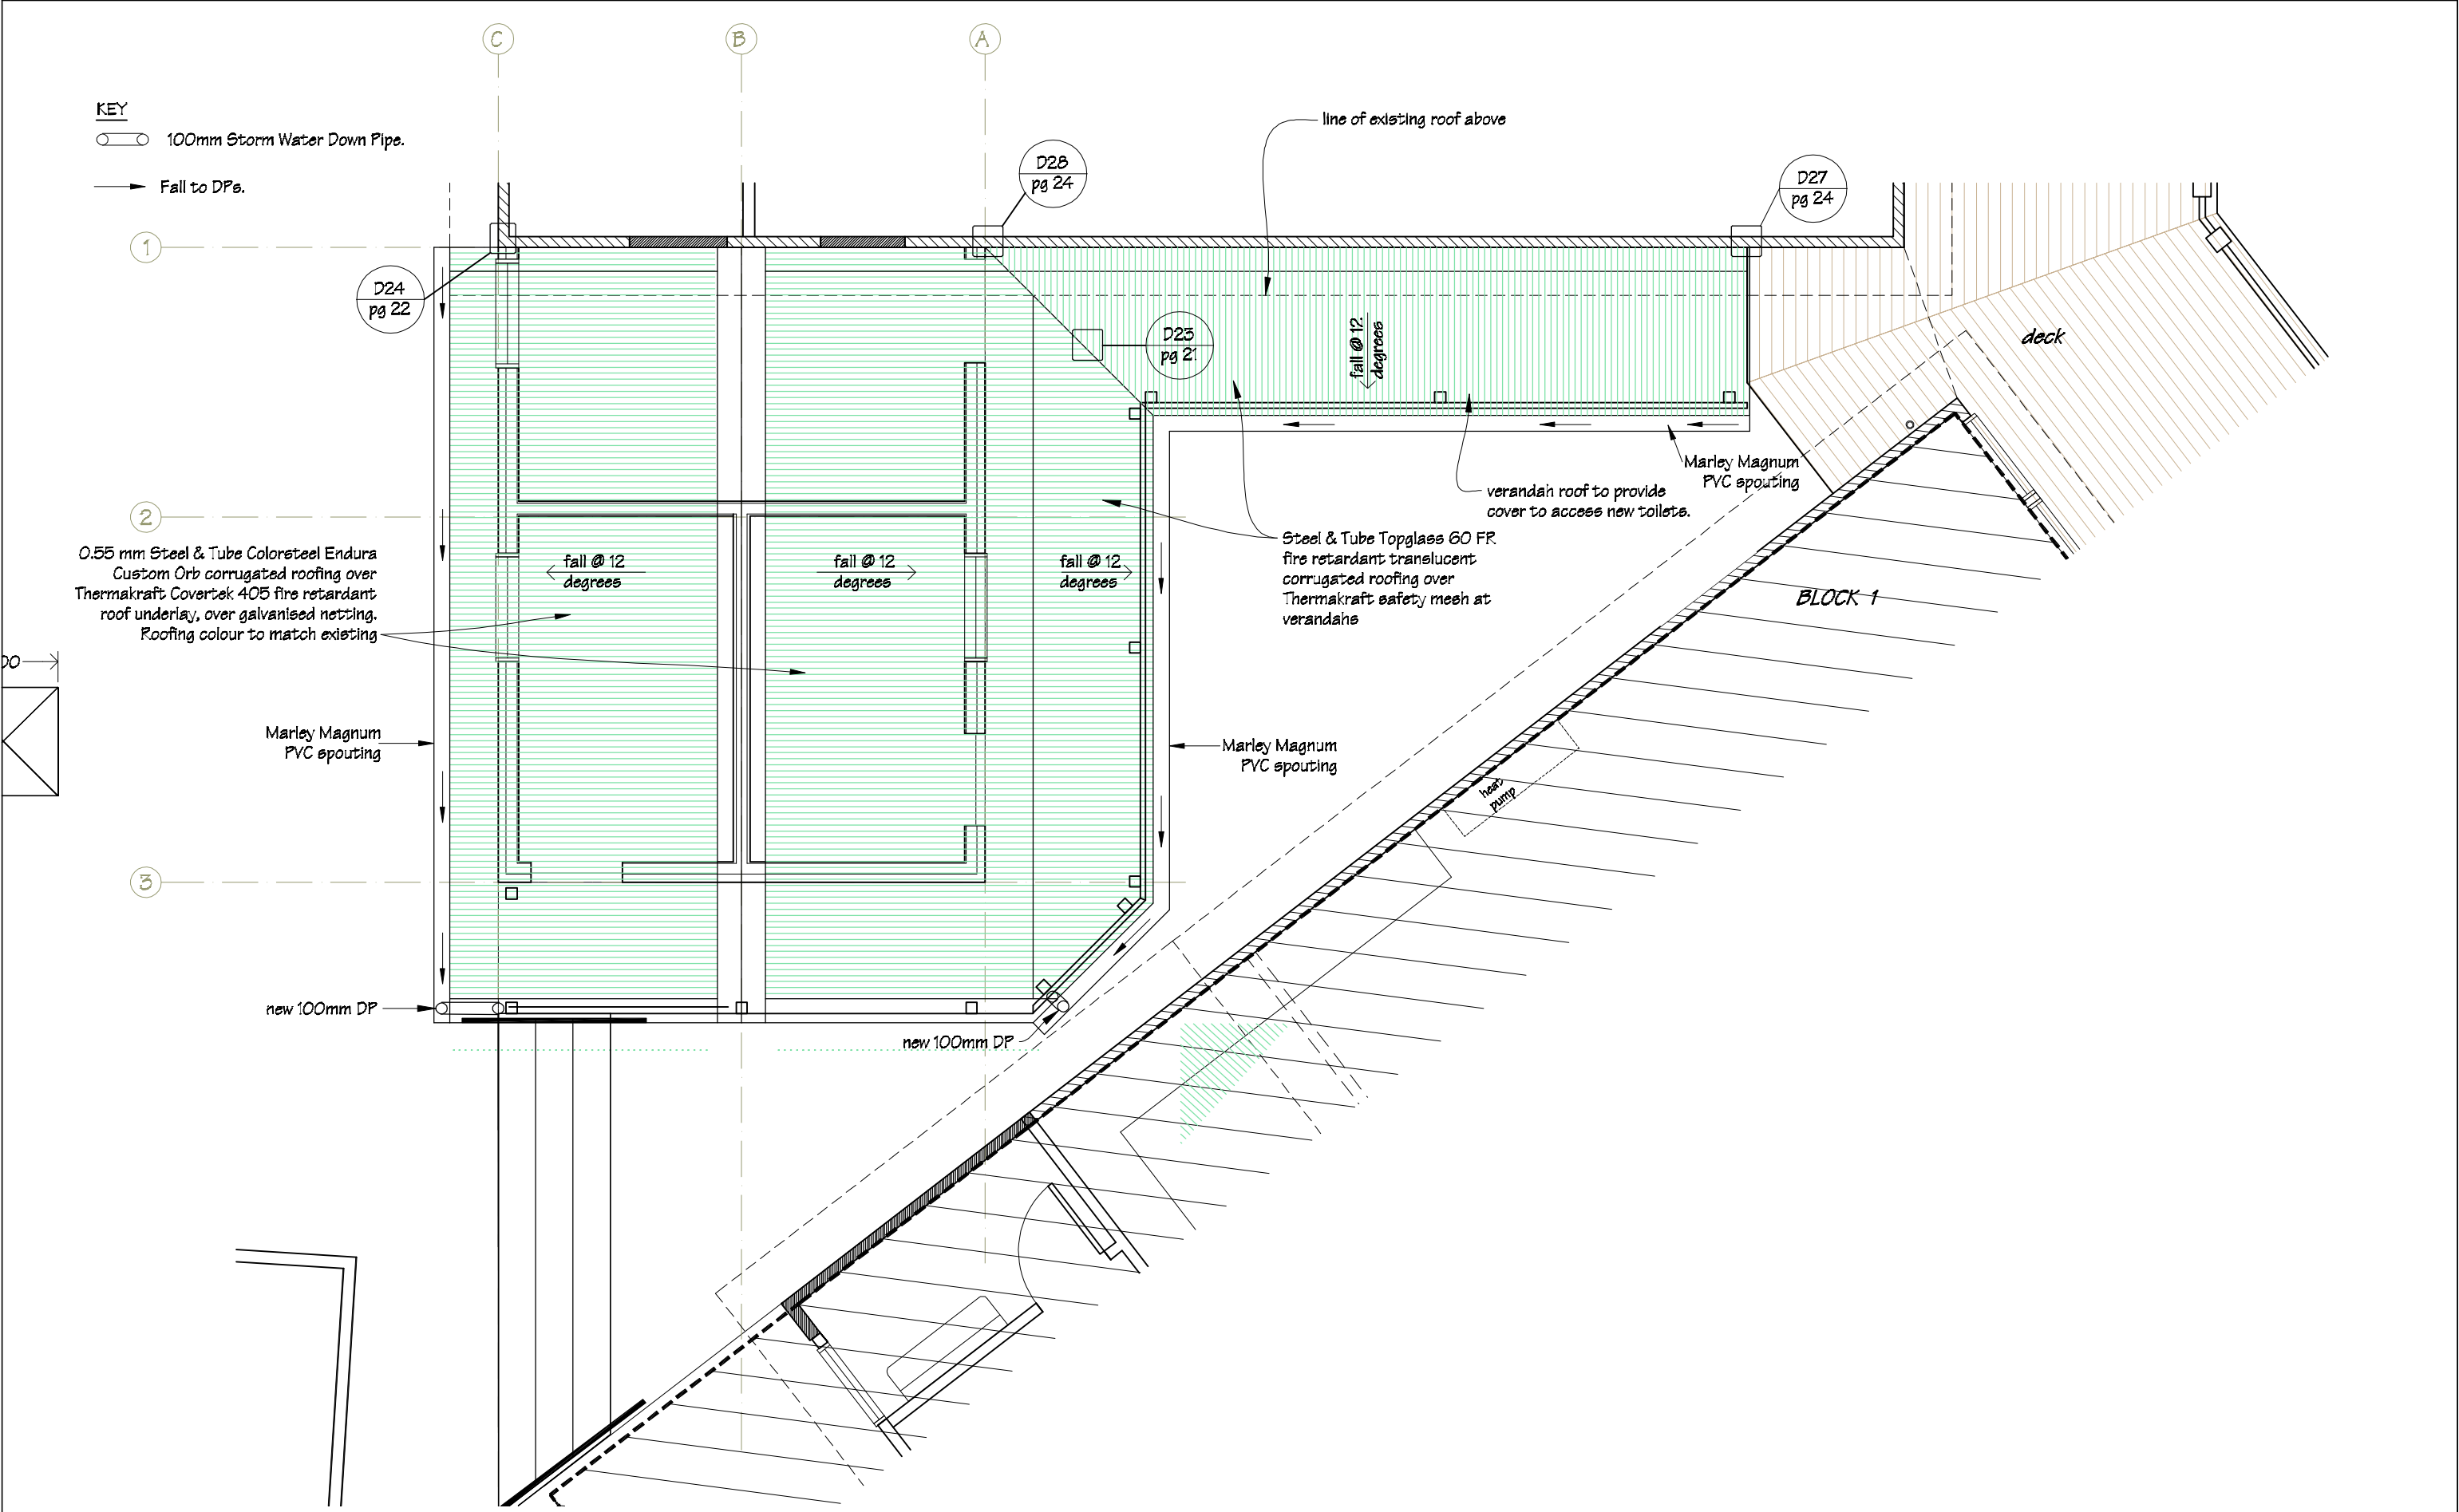 C
B
A
KEY
100mm Storm Water Down Pipe.
Fall to DPs.
line of existing roof above
D28
pg 24
D27
pg 24
1
D24
pg 22
D23
pg 21
fall @ 12.
degrees
deck
Marley Magnum
PVC spouting
verandah roof to provide
cover to access new toilets.
2
Steel & Tube Topglass 60 FR
fire retardant translucent
corrugated roofing over
Thermakraft safety mesh at
verandahs
0.55 mm Steel & Tube Colorsteel Endura
Custom Orb corrugated roofing over
Thermakraft Covertek 405 fire retardant
roof underlay, over galvanised netting.
Roofing colour to match existing
fall @ 12
degrees
fall @ 12
degrees
fall @ 12
degrees
BLOCK 1
Marley Magnum
PVC spouting
Marley Magnum
PVC spouting
heat
pump
3
new 100mm DP
new 100mm DP